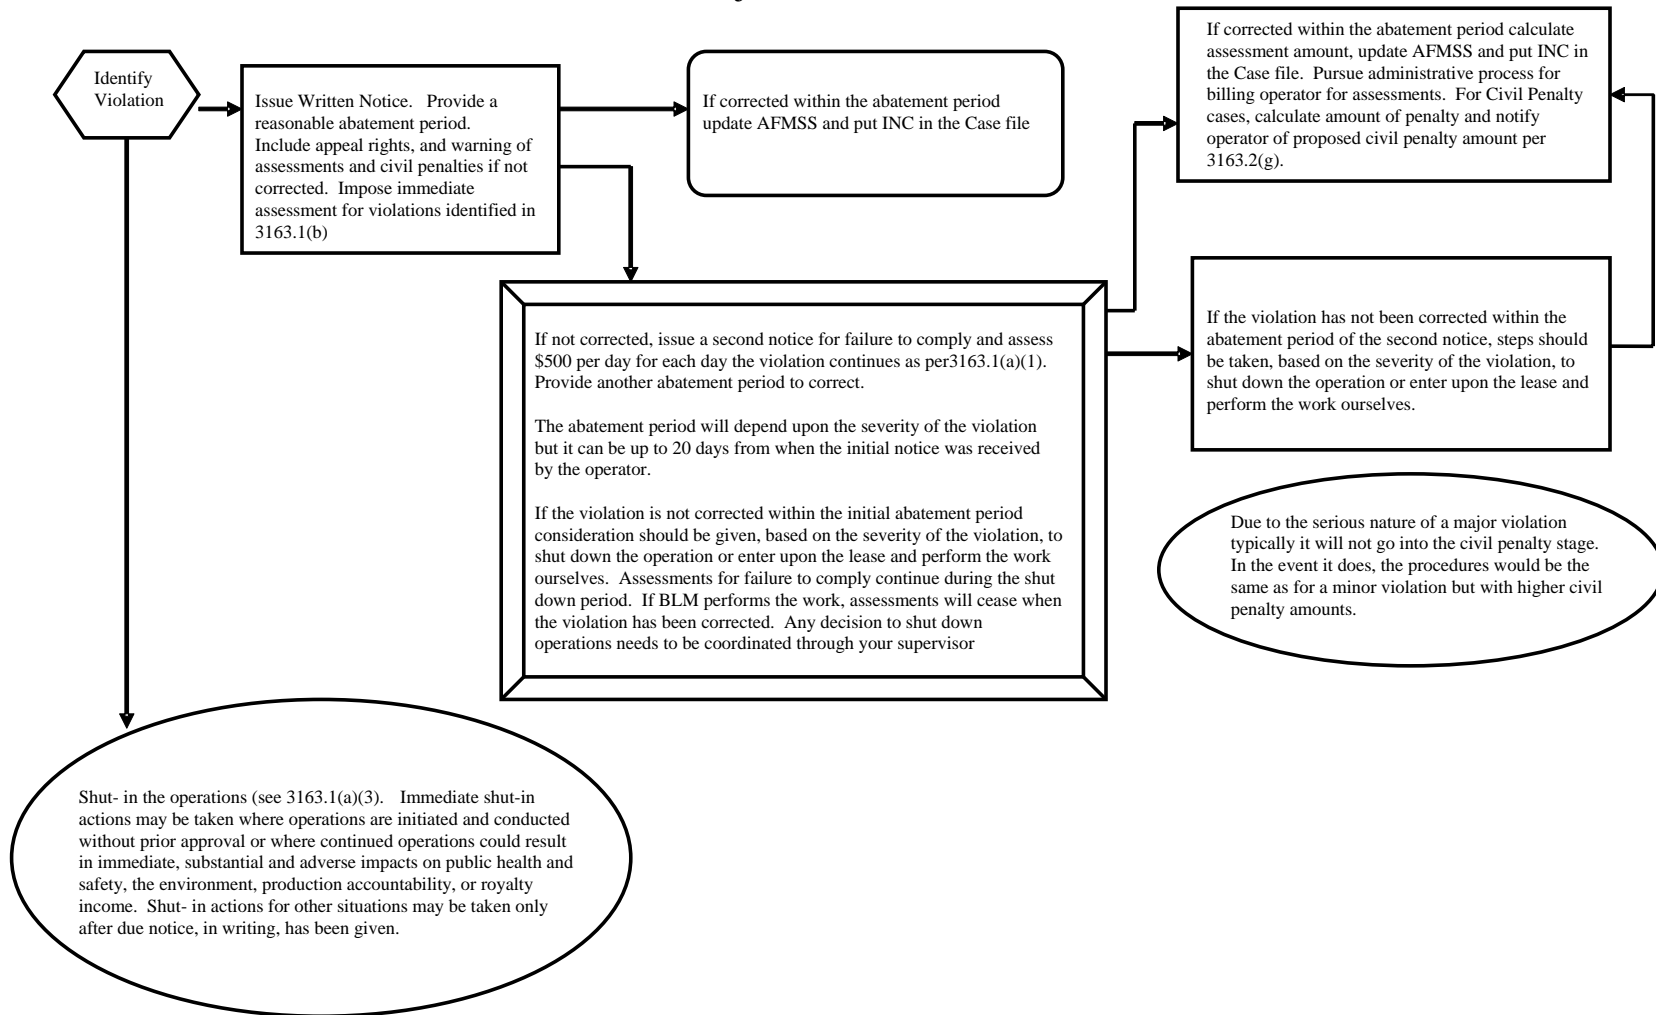 Identify
Violation
Issue Written Notice. Provide a
reasonable abatement period.
Include appeal rights, and warning of
assessments and civil penalties if not
corrected. Impose immediate
assessment for violations identified in
3163.1(b)
If corrected within the abatement period
update AFMSS and put INC in the Case file
If corrected within the abatement period calculate
assessment amount, update AFMSS and put INC in
the Case file. Pursue administrative process for
billing operator for assessments. For Civil Penalty
cases, calculate amount of penalty and notify
operator of proposed civil penalty amount per
3163.2(g).
If not corrected, issue a second notice for failure to comply and assess
$500 per day for each day the violation continues as per3163.1(a)(1).
Provide another abatement period to correct.
The abatement period will depend upon the severity of the violation
but it can be up to 20 days from when the initial notice was received
by the operator.
If the violation is not corrected within the initial abatement period
consideration should be given, based on the severity of the violation, to
shut down the operation or enter upon the lease and perform the work
ourselves. Assessments for failure to comply continue during the shut
down period. If BLM performs the work, assessments will cease when
the violation has been corrected. Any decision to shut down
operations needs to be coordinated through your supervisor
If the violation has not been corrected within the
abatement period of the second notice, steps should
be taken, based on the severity of the violation, to
shut down the operation or enter upon the lease and
perform the work ourselves.
Due to the serious nature of a major violation
typically it will not go into the civil penalty stage.
In the event it does, the procedures would be the
same as for a minor violation but with higher civil
penalty amounts.
Shut- in the operations (see 3163.1(a)(3). Immediate shut-in
actions may be taken where operations are initiated and conducted
without prior approval or where continued operations could result
in immediate, substantial and adverse impacts on public health and
safety, the environment, production accountability, or royalty
income. Shut- in actions for other situations may be taken only
after due notice, in writing, has been given.